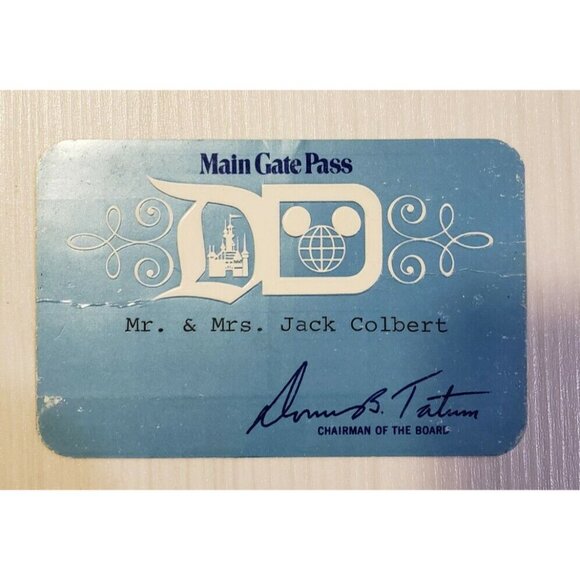 Main Gate Pass
D D
Mr. & Mrs. Jack Colbert
Donn B. Tatum
CHAIRMAN OF THE BOARD